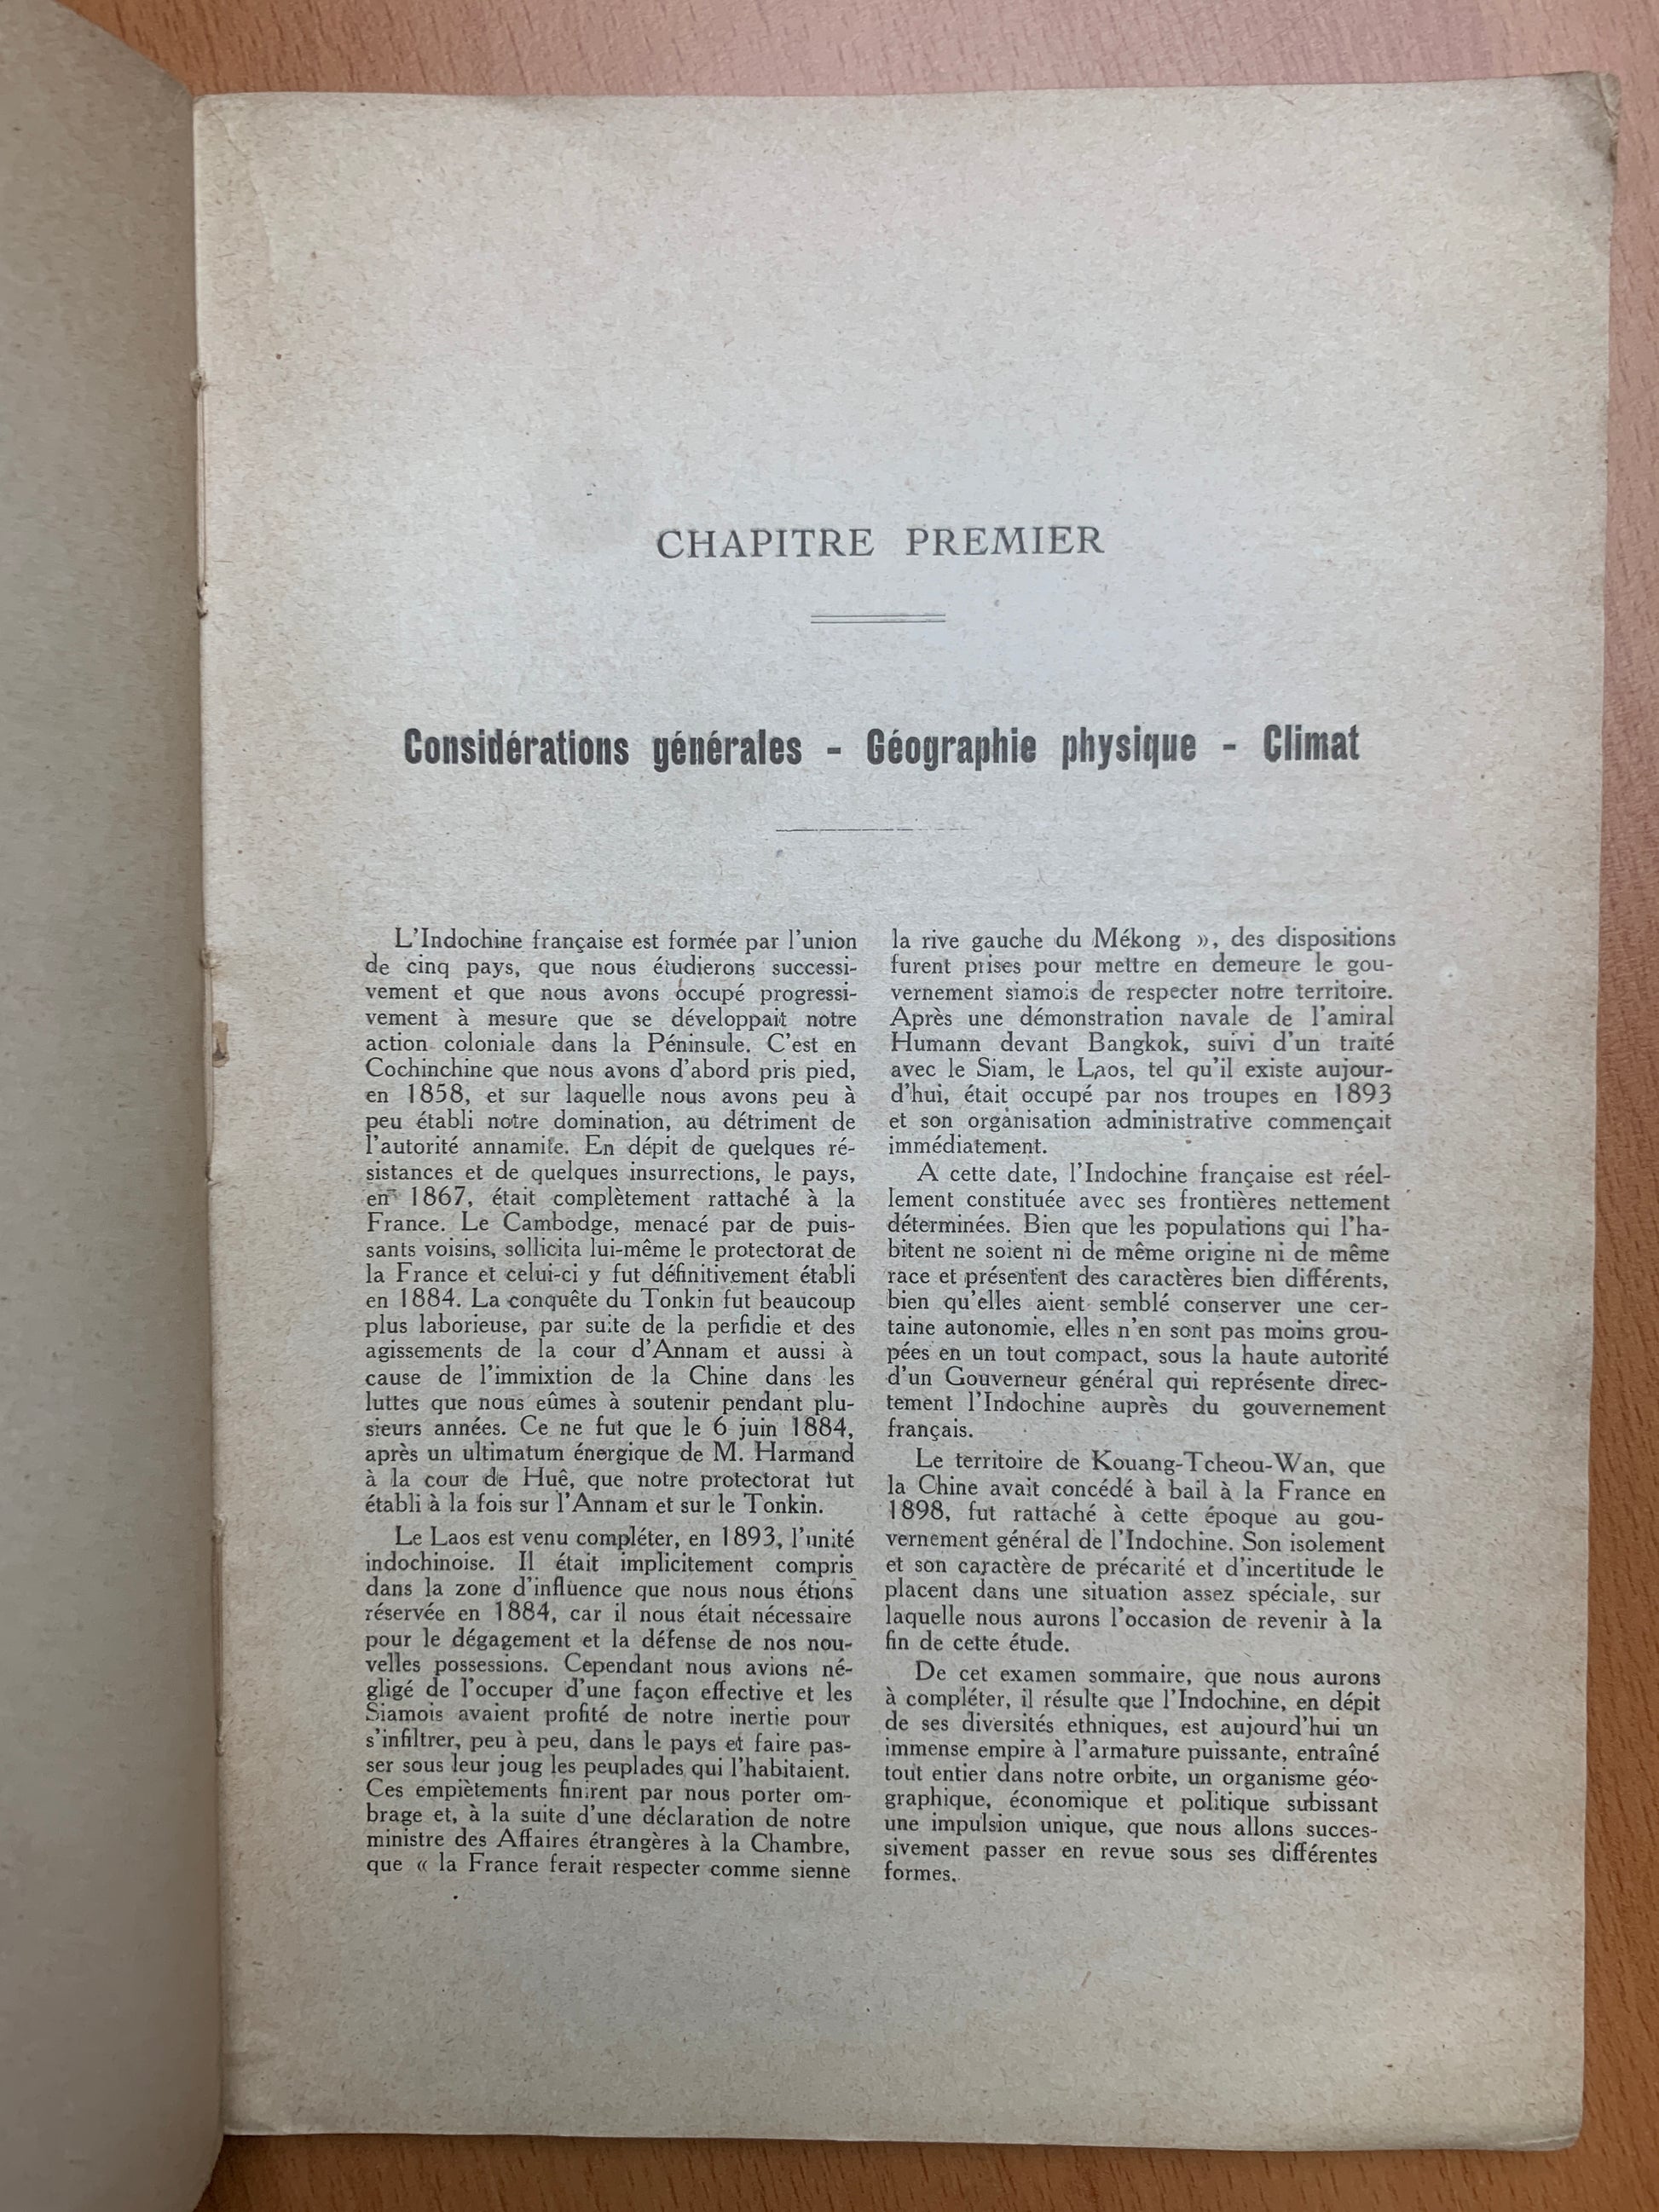 CHAPITRE PREMIER
Considérations générales - Géographie physique - Climat
L'Indochine française est formée par l'union
de cinq pays, que nous étudierons successi-
vement et que nous avons occupé progressi-
vement à mesure que se développait notre
action coloniale dans la Péninsule. C'est en
Cochinchine que nous avons d'abord pris pied,
en 1858, et sur laquelle nous avons peu à
peu établi notre domination, au détriment de
l'autorité annamite. En dépit de quelques ré-
sistances et de quelques insurrections, le pays,
en 1867, était complètement rattaché à la
France. Le Cambodge, menacé par de puis-
sants voisins, sollicita lui-même le protectorat de
la France et celui-ci y fut définitivement établi
en 1884. La conquête du Tonkin fut beaucoup
plus laborieuse, par suite de la perfidie et des
agissements de la cour d'Annam et aussi à
cause de l'immixtion de la Chine dans les
luttes que nous eûmes à soutenir pendant plu-
sieurs années. Ce ne fut que le 6 juin 1884,
après un ultimatum énergique de M. Harmand
à la cour de Huê, que notre protectorat fut
établi à la fois sur l'Annam et sur le Tonkin.
Le Laos est venu compléter, en 1893, l'unité
indochinoise. Il était implicitement compris
dans la zone d'influence que nous nous étions
réservée en 1884, car il nous était nécessaire
pour le dégagement et la défense de nos nou-
velles possessions. Cependant nous avions né-
gligé de l'occuper d'une façon effective et les
Siamois avaient profité de notre inertie pour
s'infiltrer, peu à peu, dans le pays et faire pas-
ser sous leur joug les peuplades qui l'habitaient.
Ces empiètements finirent par nous porter om-
brage et, à la suite d'une déclaration de notre
ministre des Affaires étrangères à la Chambre,
que « la France ferait respecter comme sienne
la rive gauche du Mékong », des dispositions
furent prises pour mettre en demeure le gou-
vernement siamois de respecter notre territoire.
Après une démonstration navale de l'amiral
Humann devant Bangkok, suivi d'un traité
avec le Siam, le Laos, tel qu'il existe aujour-
d'hui, était occupé par nos troupes en 1893
et son organisation administrative commençait
immédiatement.
A cette date, l'Indochine française est réel-
lement constituée avec ses frontières nettement
déterminées. Bien que les populations qui l'ha-
bitent ne soient ni de même origine ni de même
race et présentent des caractères bien différents,
bien qu'elles aient semblé conserver une cer-
taine autonomie, elles n'en sont pas moins grou-
pées en un tout compact, sous la haute autorité
d'un Gouverneur général qui représente direc-
tement l'Indochine auprès du gouvernement
français.
Le territoire de Kouang-Tcheou-Wan, que
la Chine avait concédé à bail à la France en
1898, fut rattaché à cette époque au gou-
vernement général de l'Indochine. Son isolement
et son caractère de précarité et d'incertitude le
placent dans une situation assez spéciale, sur
laquelle nous aurons l'occasion de revenir à la
fin de cette étude.
De cet examen sommaire, que nous aurons
à compléter, il résulte que l'Indochine, en dépit
de ses diversités ethniques, est aujourd'hui un
immense empire à l'armature puissante, entraîné
tout entier dans notre orbite, un organisme géo-
graphique, économique et politique subissant
une impulsion unique, que nous allons succes-
sivement passer en revue sous ses différentes
formes.